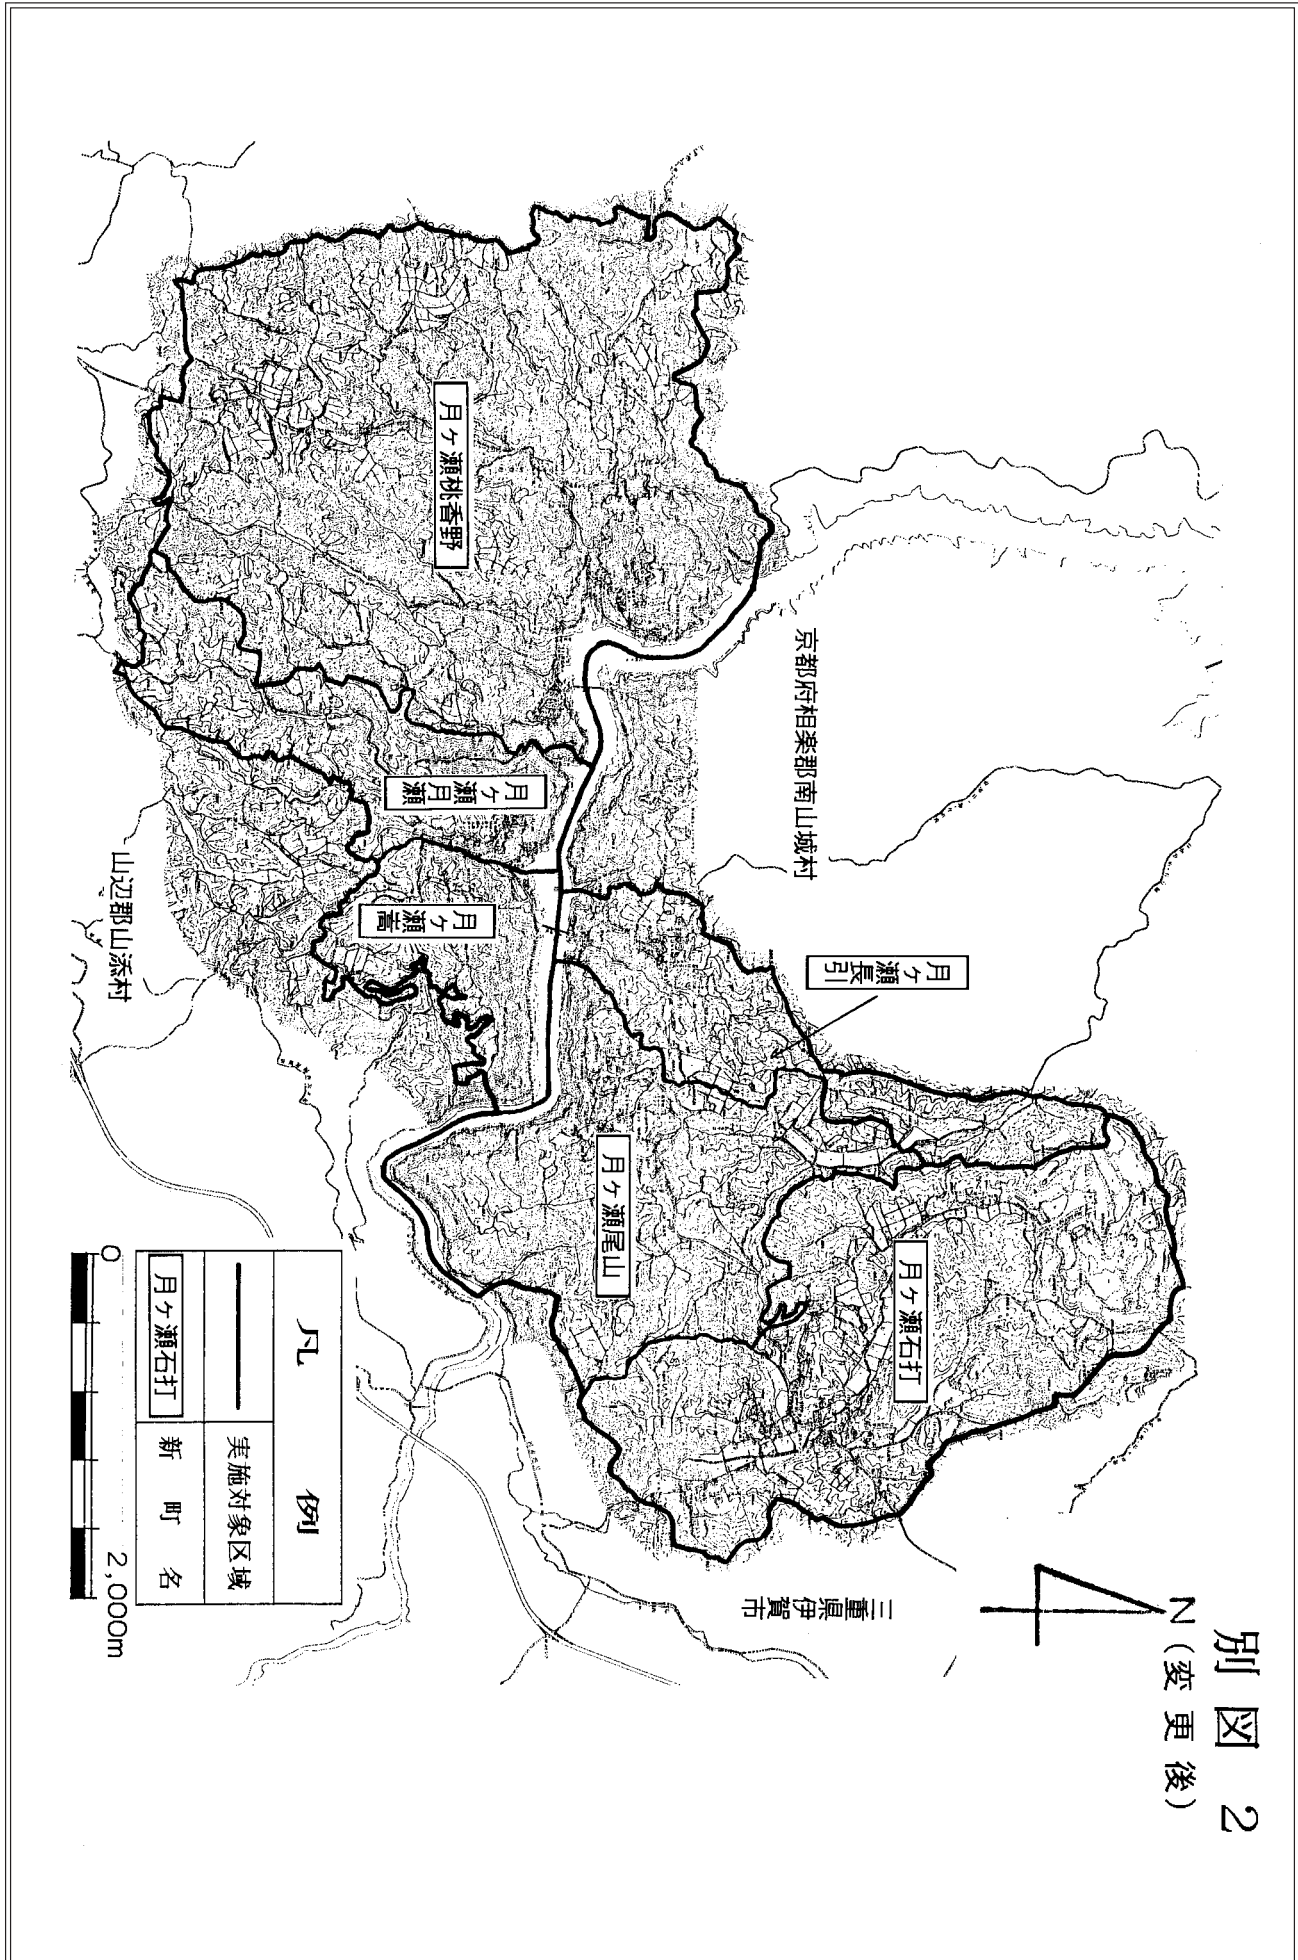 別図 2
(変更後)
N
京都府相楽郡南山城村
三重県伊賀市
山辺郡山添村
月ヶ瀬桃香野
月ヶ瀬月瀬
月ヶ瀬嵩
月ヶ瀬長引
月ヶ瀬尾山
月ヶ瀬石打
凡例
実施対象区域
月ヶ瀬石打 新町名
0 2,000m